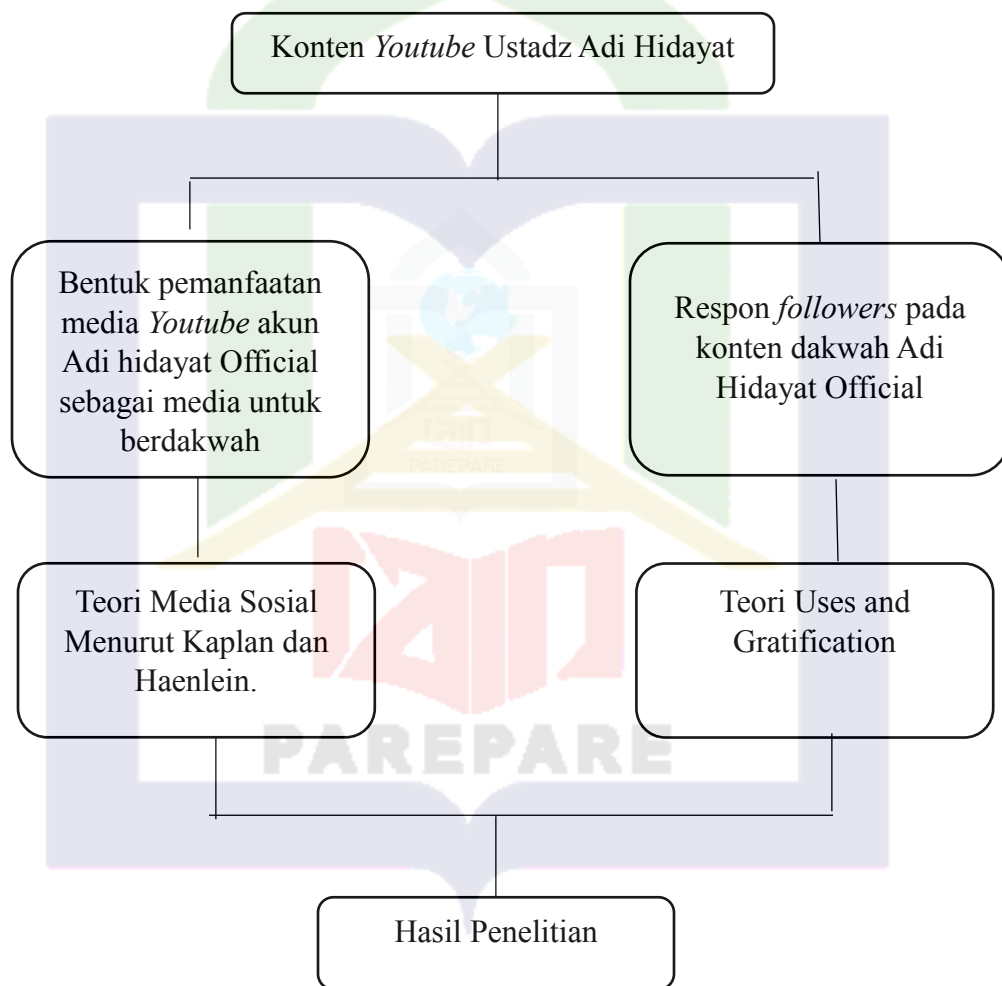 Konten Youtube Ustadz Adi Hidayat
Bentuk pemanfaatan
media Youtube akun
Adi hidayat Official
sebagai media untuk
berdakwah
Respon followers pada
konten dakwah Adi
Hidayat Official
PAREPARE
Teori Media Sosial
Menurut Kaplan dan
Haenlein.
Teori Uses and
Gratification
PAREPARE
Hasil Penelitian